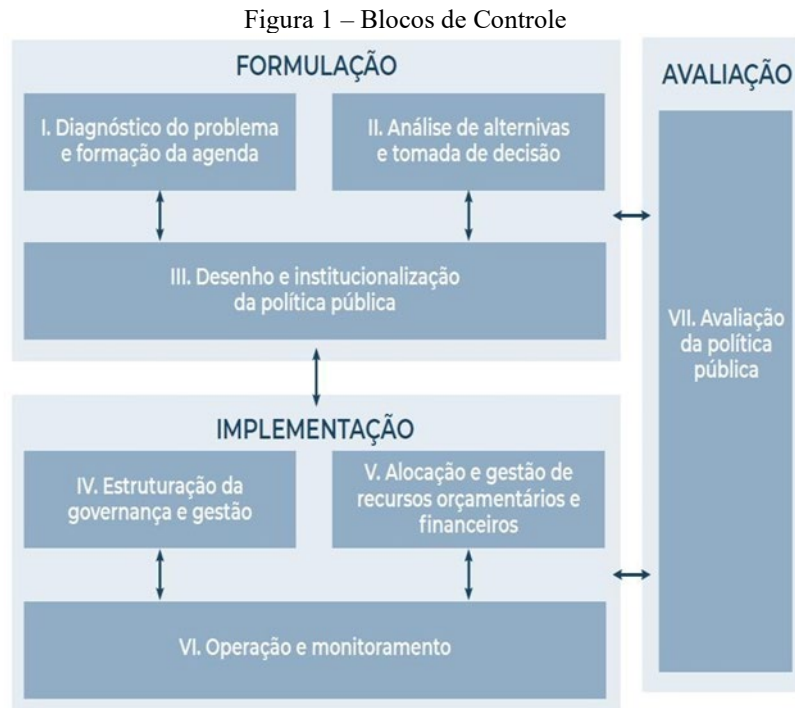 Figura 1 – Blocos de Controle
FORMULAÇÃO
I. Diagnóstico do problema
e formação da agenda
II. Análise de alternivas
e tomada de decisão
III. Desenho e institucionalização
da política pública
IMPLEMENTAÇÃO
IV. Estruturação da
governança e gestão
V. Alocação e gestão de
recursos orçamentários e
financeiros
VI. Operação e monitoramento
AVALIAÇÃO
VII. Avaliação
da política
pública